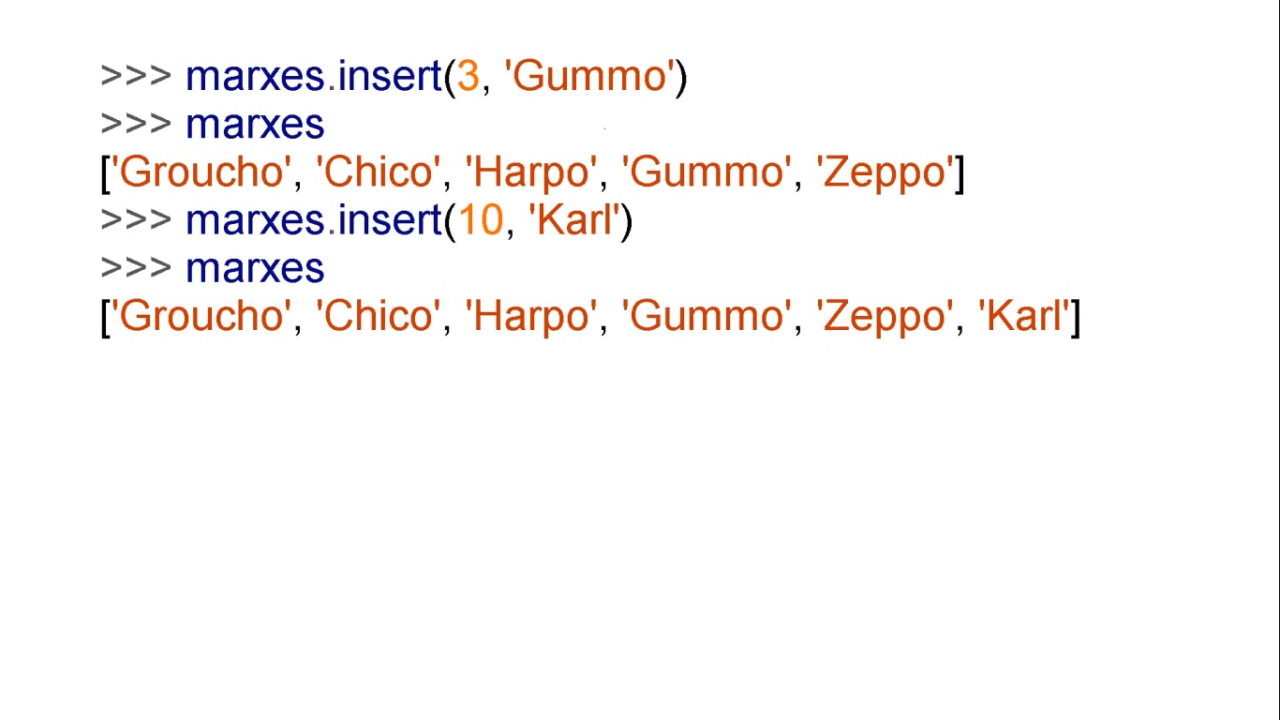 >>> marxes.insert(3, 'Gummo')
>>> marxes
['Groucho', 'Chico', 'Harpo', 'Gummo', 'Zeppo']
>>> marxes.insert(10, 'Karl')
>>> marxes
['Groucho', 'Chico', 'Harpo', 'Gummo', 'Zeppo', 'Karl']